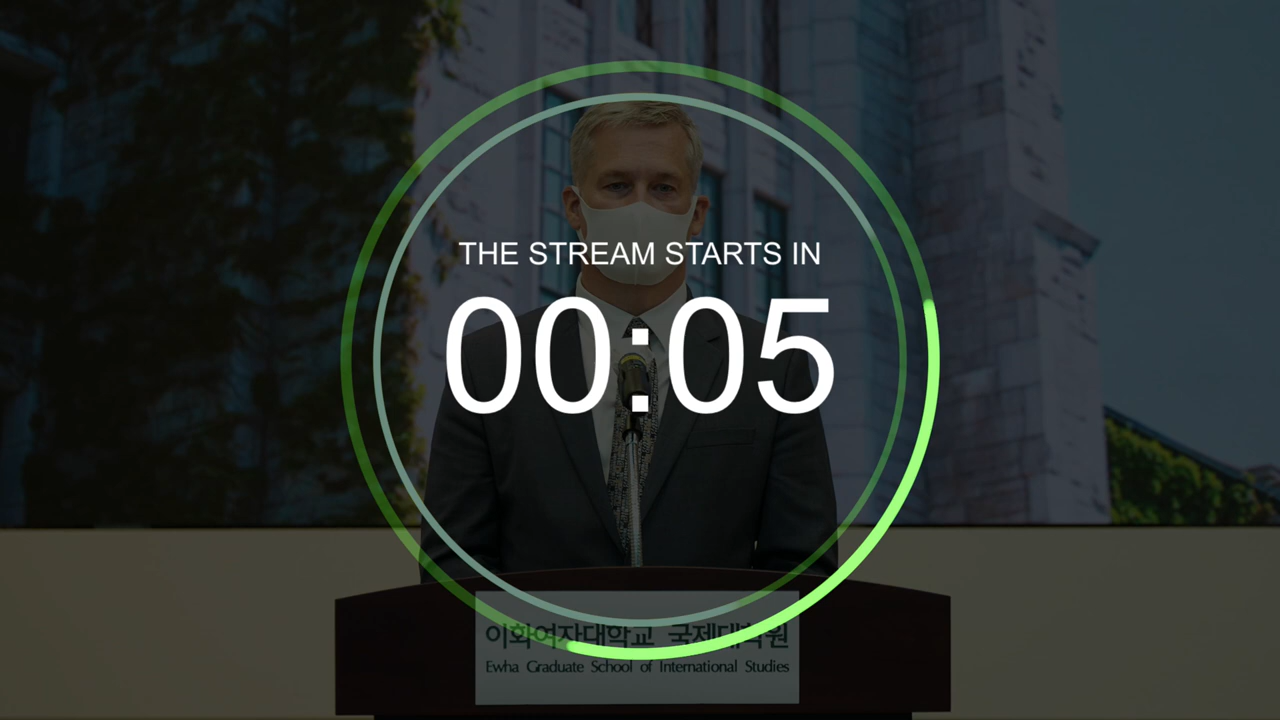 THE STREAM STARTS IN
00:05
이화여자대학교 국제대학원
Ewha Graduate School of International Studies